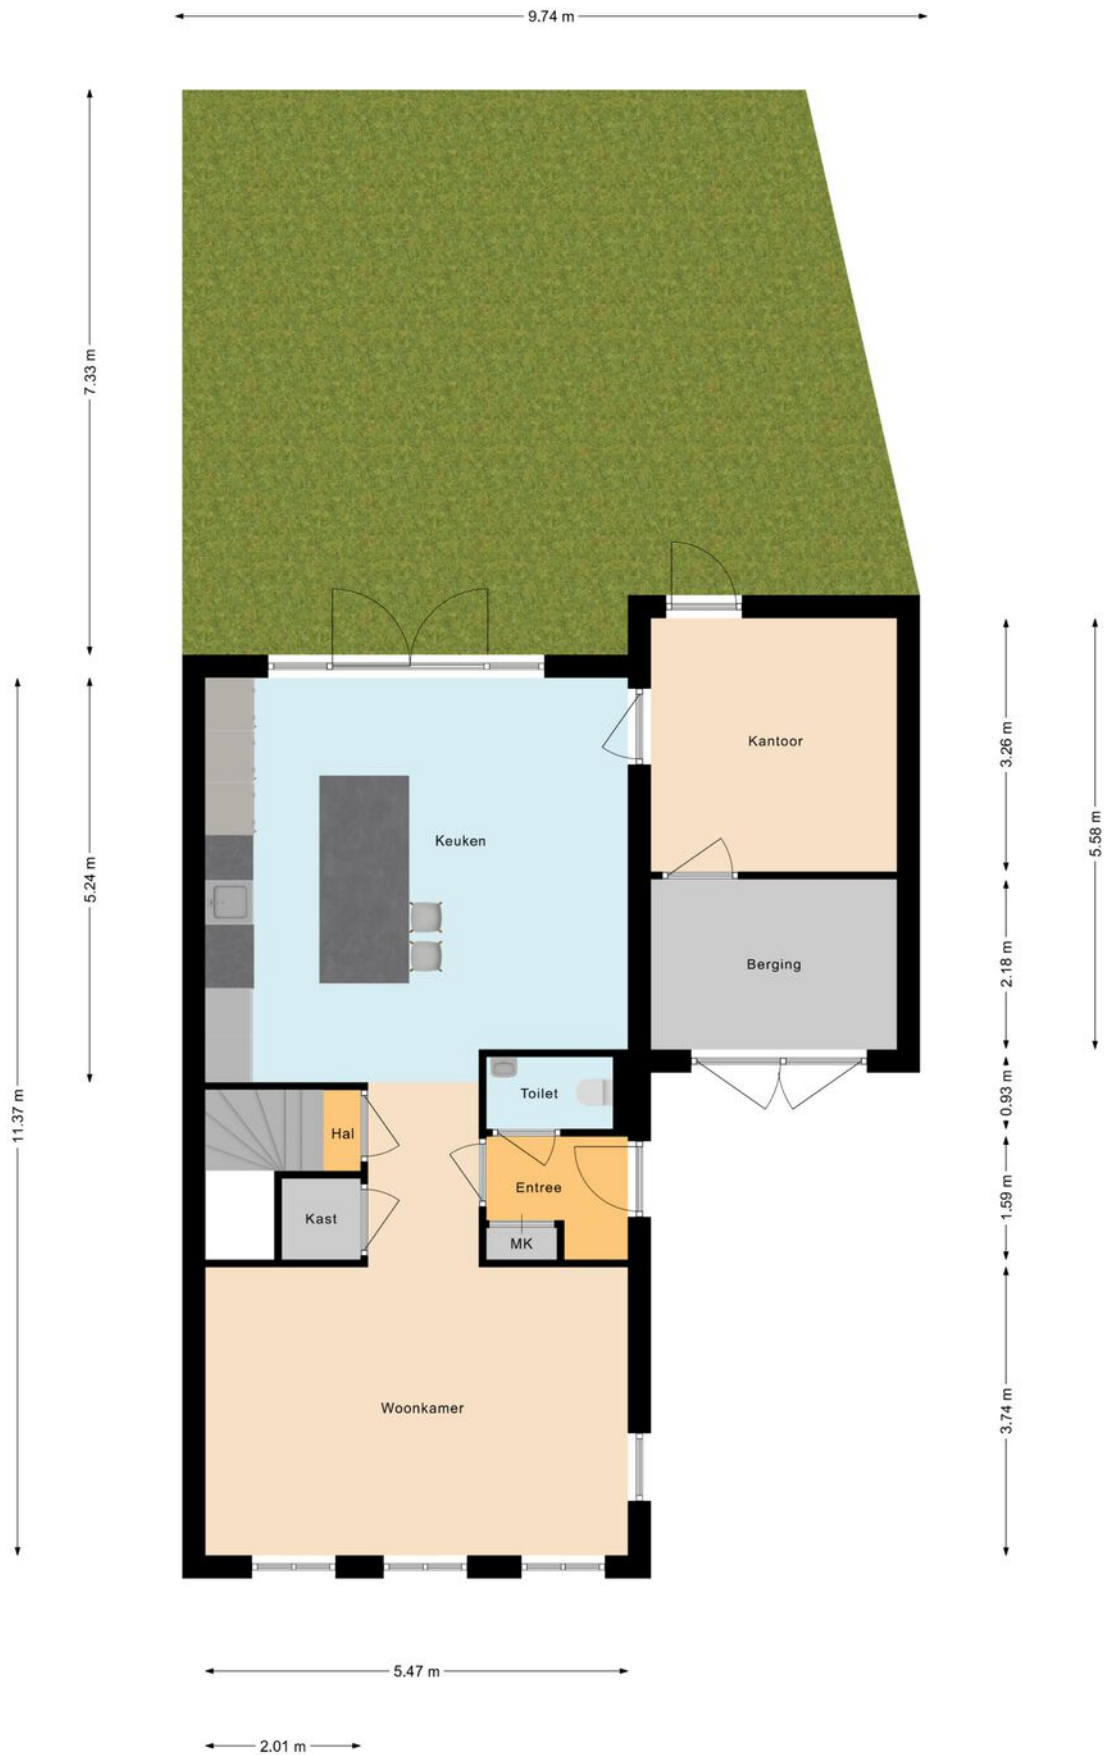 9.74 m
7.33 m
Kantoor
3.26 m
5.58 m
Keuken
5.24 m
Berging
2.18 m
Toilet
0.93 m
11.37 m
Hal
Entree
1.59 m
Kast
MK
Woonkamer
3.74 m
5.47 m
2.01 m